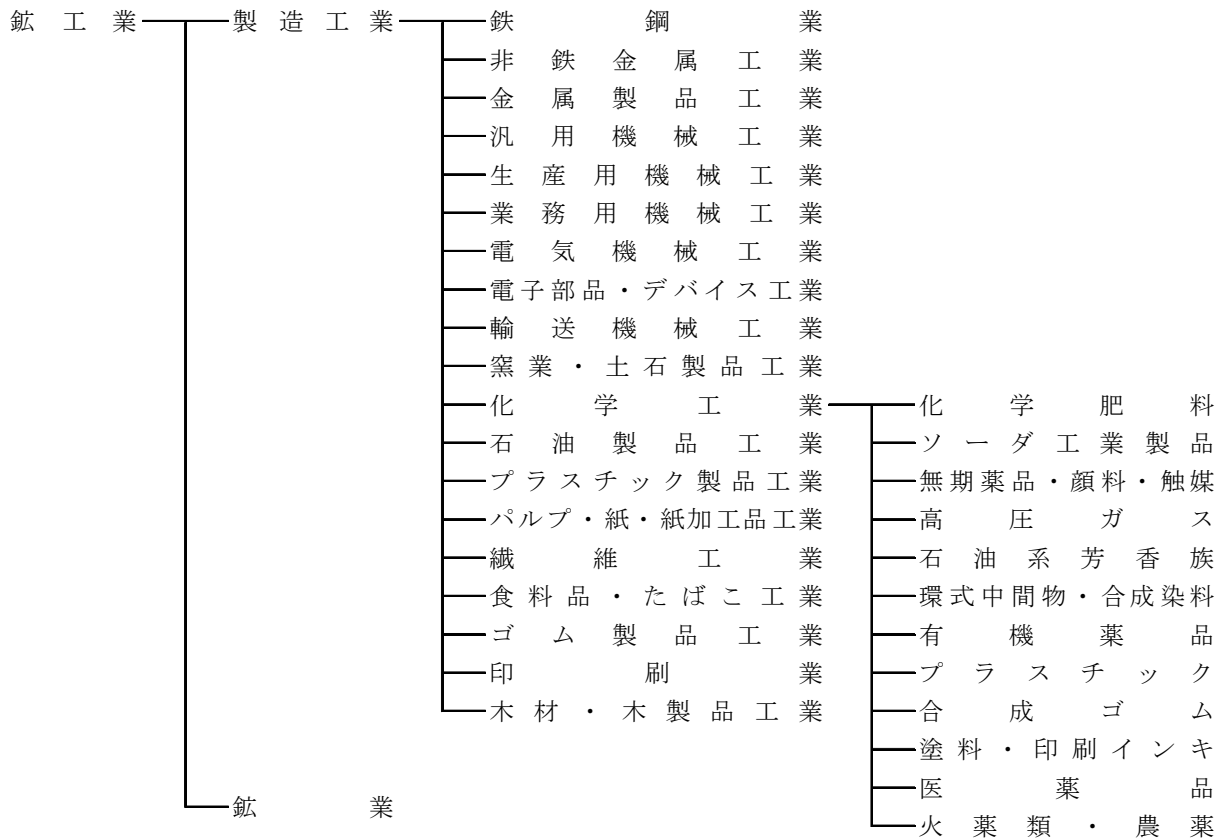 鉱工業 製造工業 鉄鋼業
非鉄金属工業
金属製品工業
汎用機械工業
生産用機械工業
業務用機械工業
電気機械工業
電子部品・デバイス工業
輸送機械工業
窯業・土石製品工業
化学工業 化学肥料
石油製品工業 ソーダ工業製品
プラスチック製品工業 無期薬品・顔料・触媒
パルプ・紙・紙加工品工業 高圧ガス
繊維工業 石油系芳香族
食料品・たばこ工業 環式中間物・合成染料
ゴム製品工業 有機薬品
印刷業 プラスチック
木材・木製品工業 合成ゴム
塗料・印刷インキ
医薬品
鉱業
火薬類・農薬